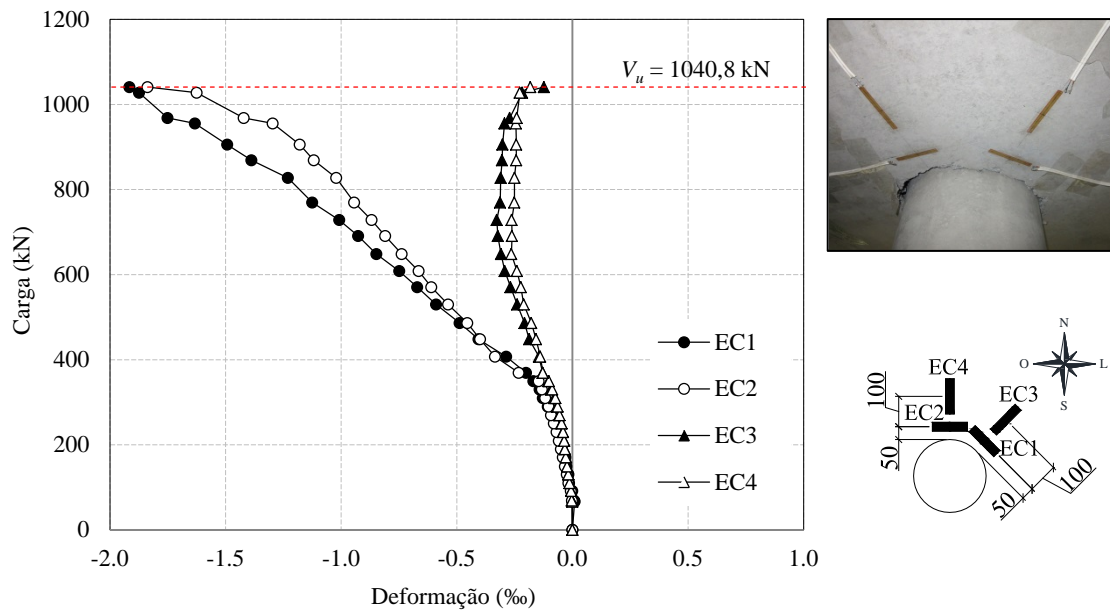 1200
1000
800
600
400
200
0
Carga (kN)
-2.0
-1.5
-1.0
-0.5
0.0
0.5
1.0
Deformação (‰)
Vu = 1040,8 kN
EC1
EC2
EC3
EC4
N
O
L
S
EC4
EC3
EC2
EC1
100
50
50
100